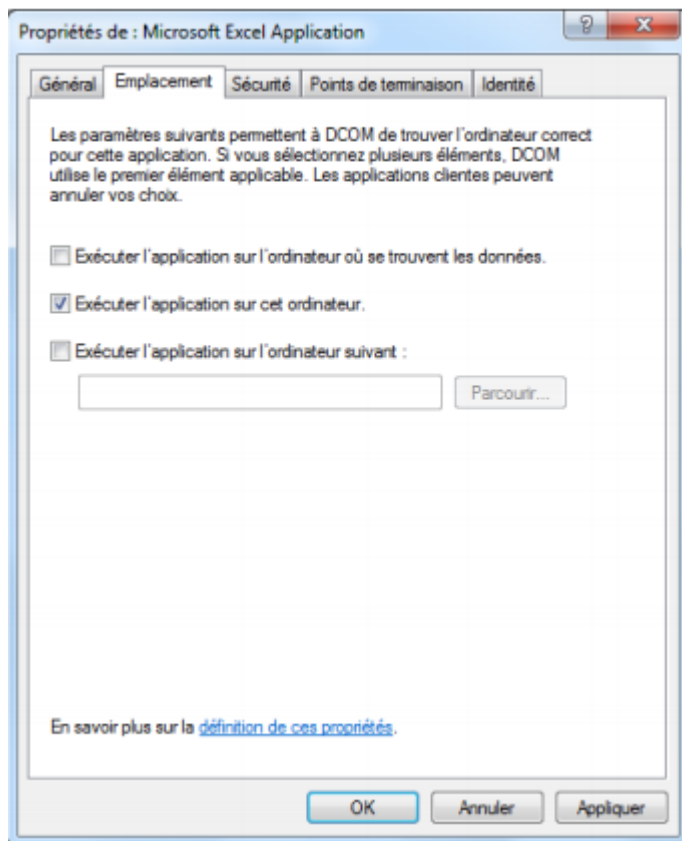 Propriétés de : Microsoft Excel Application
Général Emplacement Sécurité Points de terminaison Identité
Les paramètres suivants permettent à DCOM de trouver l'ordinateur correct
pour cette application. Si vous sélectionnez plusieurs éléments, DCOM
utilise le premier élément applicable. Les applications clientes peuvent
annuler vos choix.
Exécuter l'application sur l'ordinateur où se trouvent les données.
Exécuter l'application sur cet ordinateur.
Exécuter l'application sur l'ordinateur suivant :
Parcourir...
En savoir plus sur la définition de ces propriétés.
OK Annuler Appliquer